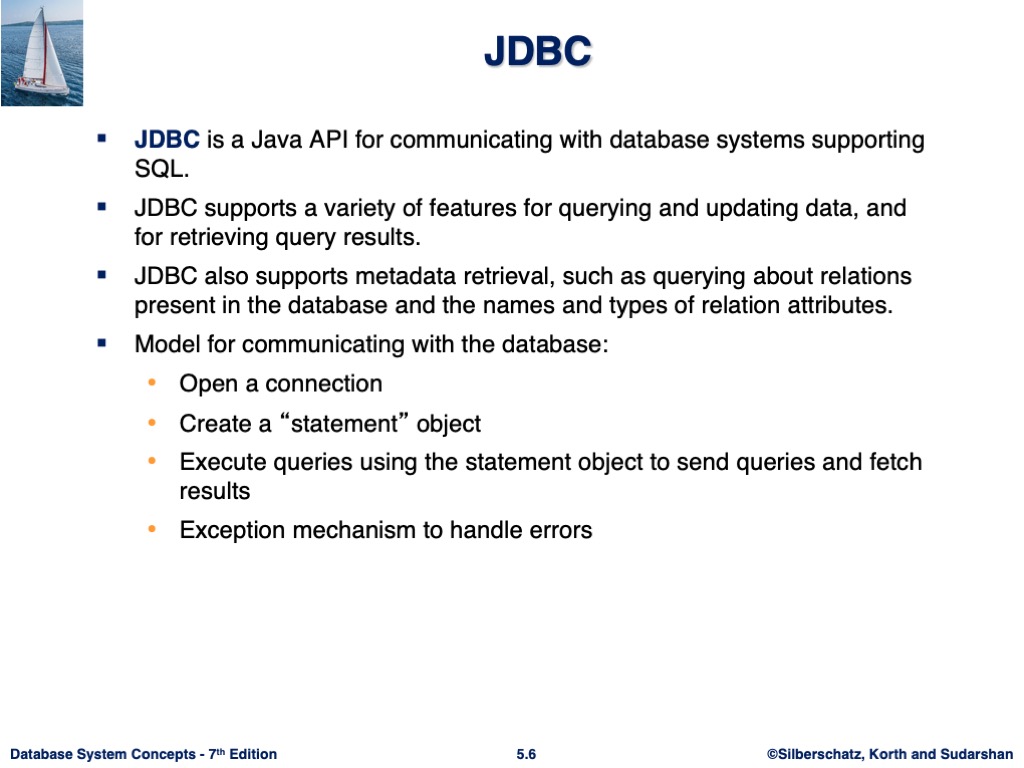 JDBC
▪ JDBC is a Java API for communicating with database systems supporting
SQL.
▪ JDBC supports a variety of features for querying and updating data, and
for retrieving query results.
▪ JDBC also supports metadata retrieval, such as querying about relations
present in the database and the names and types of relation attributes.
▪ Model for communicating with the database:
• Open a connection
• Create a “statement” object
• Execute queries using the statement object to send queries and fetch
results
• Exception mechanism to handle errors
Database System Concepts - 7th Edition
5.6
©Silberschatz, Korth and Sudarshan